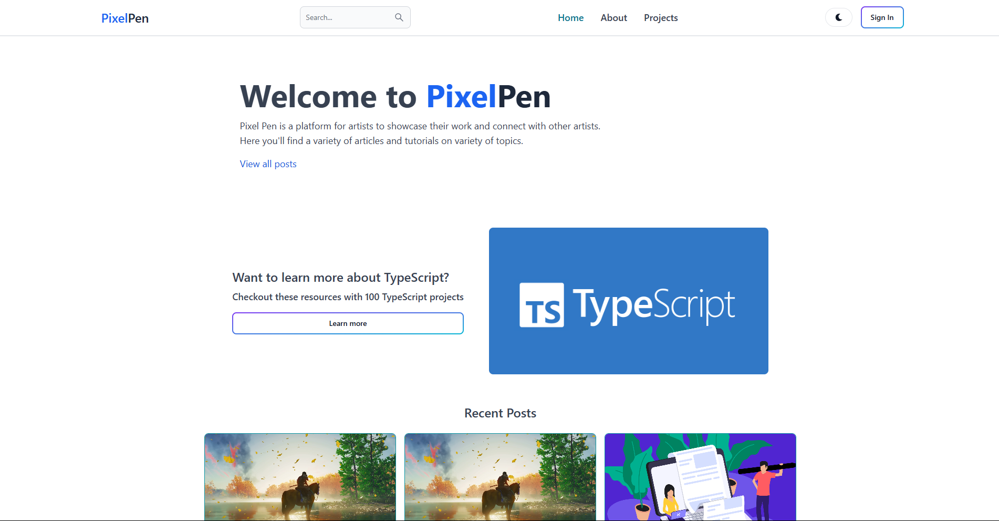 PixelPen
Search...
Home
About
Projects
Sign In
Welcome to PixelPen
Pixel Pen is a platform for artists to showcase their work and connect with other artists.
Here you'll find a variety of articles and tutorials on variety of topics.
View all posts
Want to learn more about TypeScript?
Checkout these resources with 100 TypeScript projects
Learn more
TS TypeScript
Recent Posts